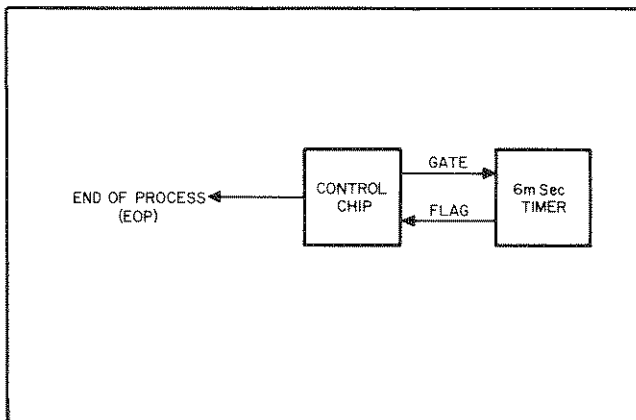 GATE
END OF PROCESS
(EOP)
CONTROL
CHIP
6m Sec
TIMER
FLAG